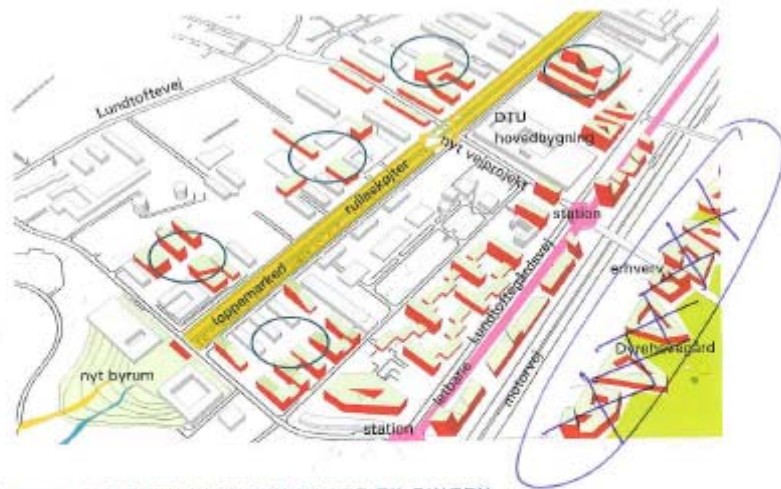 Lundtoftevej
DTU
hovedbygning
nyt vejprojekt
rulleskøjter
station
loppemarked
Lundtoftegårdsvej
erhverv
Dyrehavegård
nyt byrum
letbane
motorvej
station